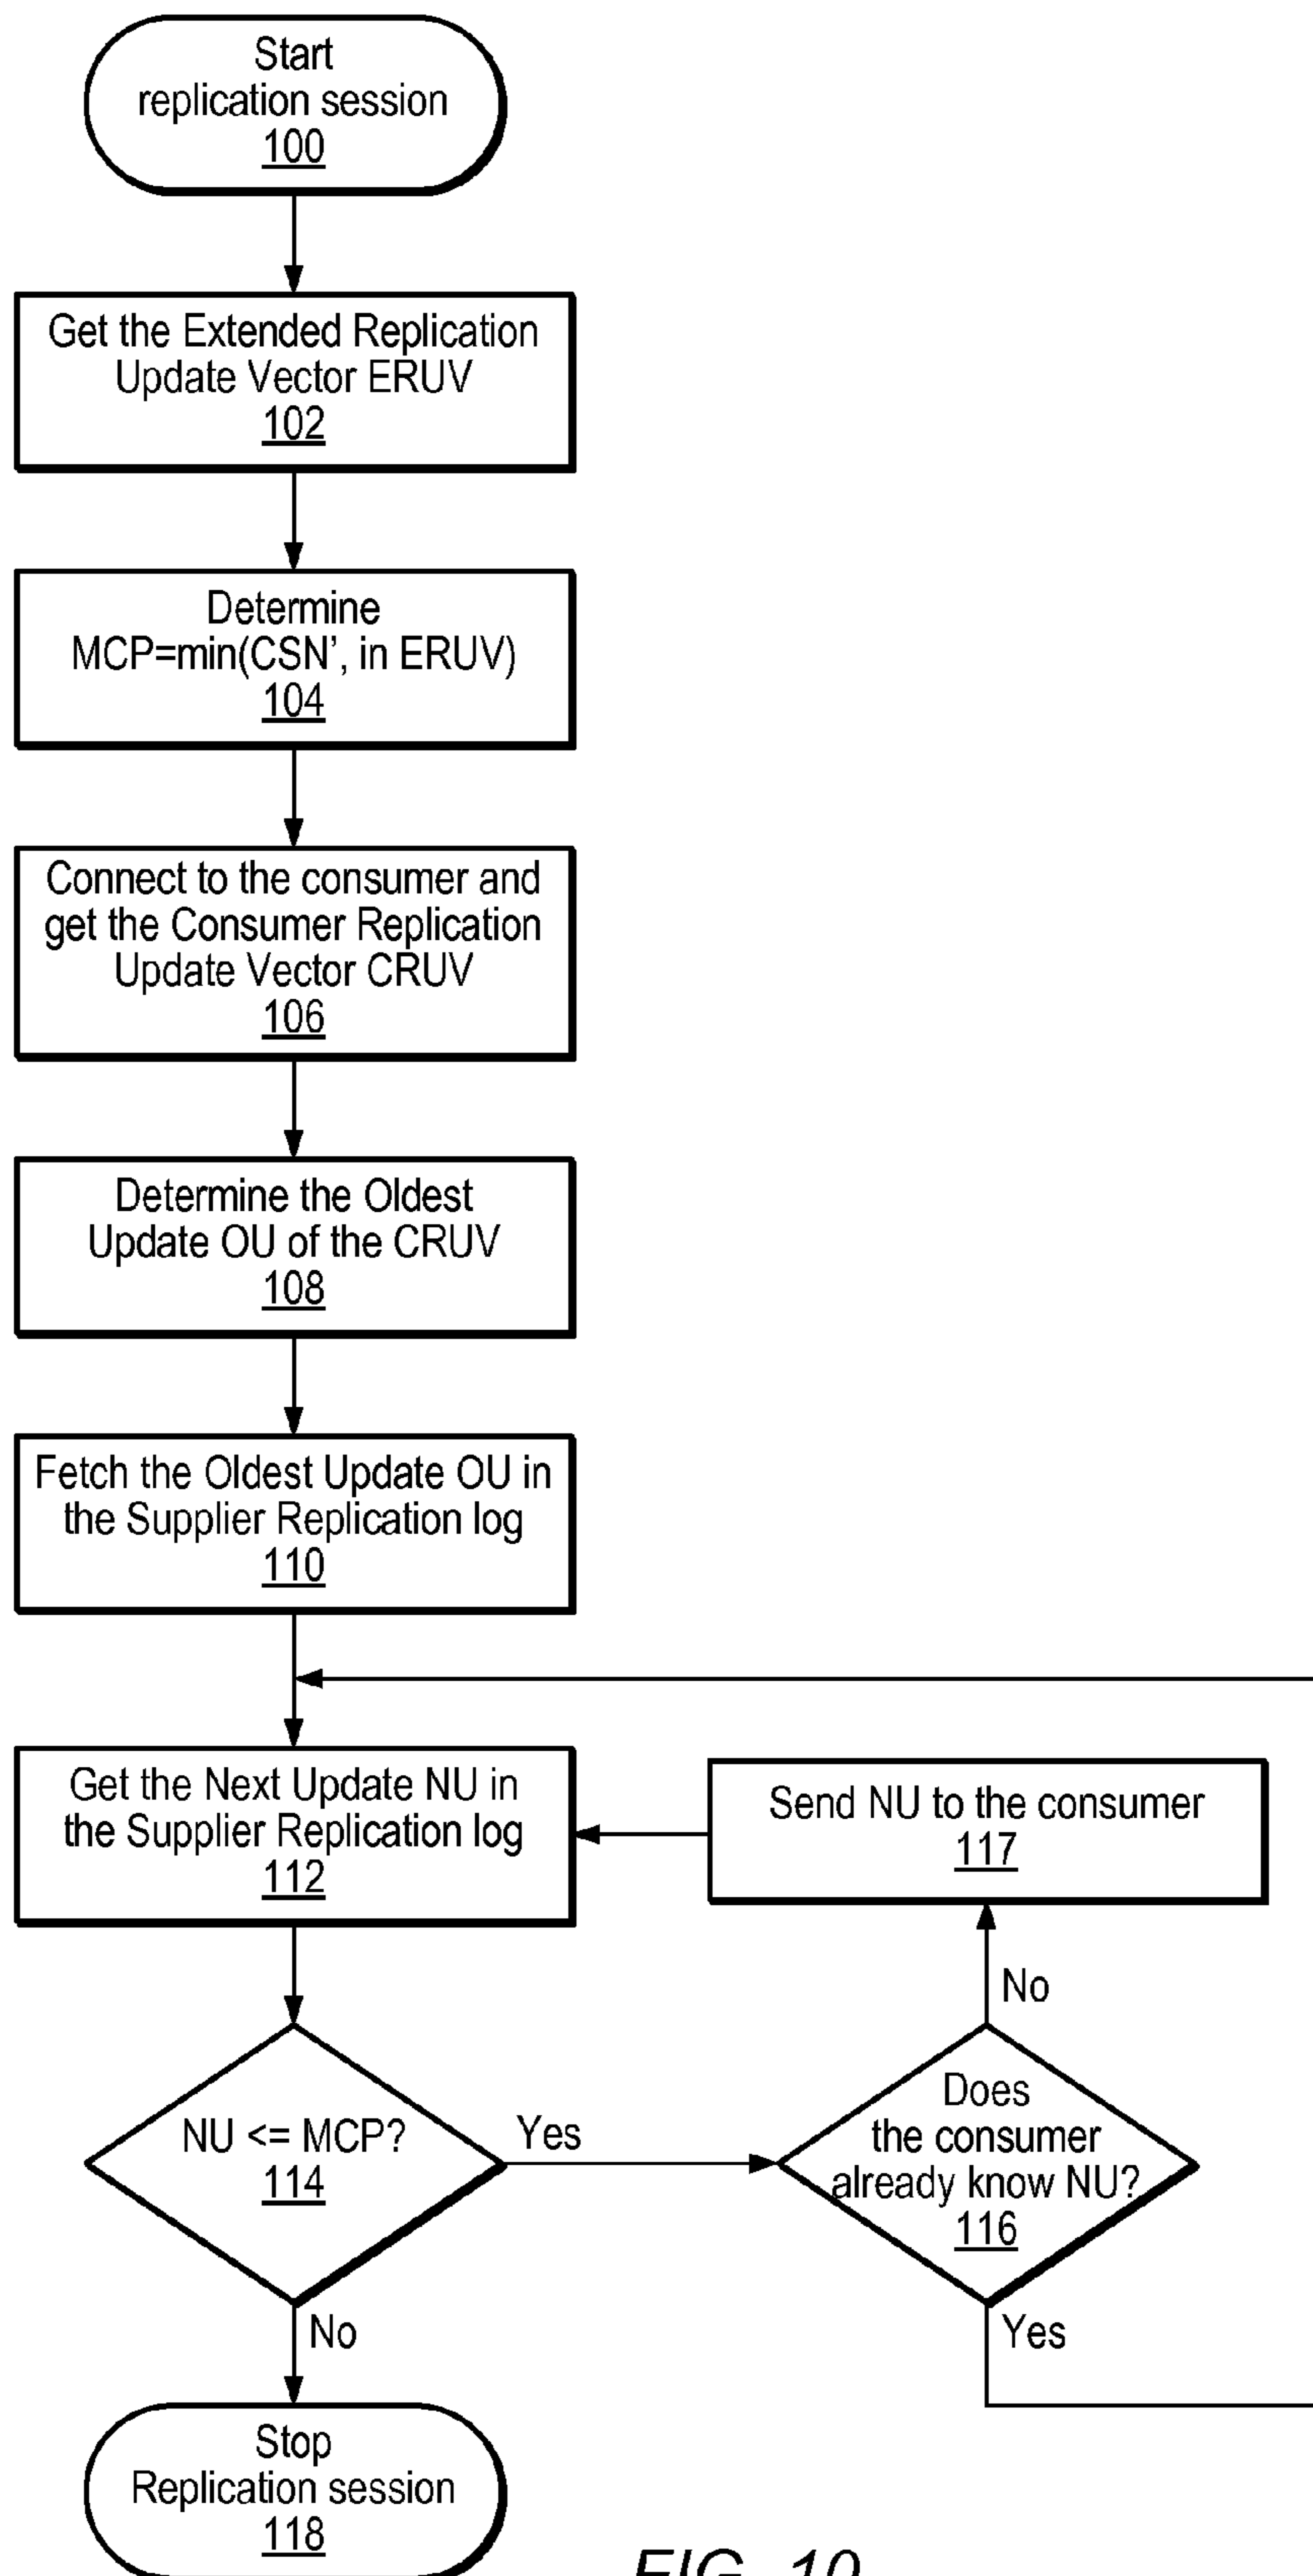 Start
replication session
100
Get the Extended Replication
Update Vector ERUV
102
Determine
MCP=min(CSN’, in ERUV)
104
Connect to the consumer and
get the Consumer Replication
Update Vector CRUV
106
Determine the Oldest
Update OU of the CRUV
108
Fetch the Oldest Update OU in
the Supplier Replication log
110
Get the Next Update NU in
the Supplier Replication log
112
Send NU to the consumer
117
No
NU <= MCP?
114
Yes
Does
the consumer
already know NU?
116
No
Yes
Stop
Replication session
118
FIG. 10